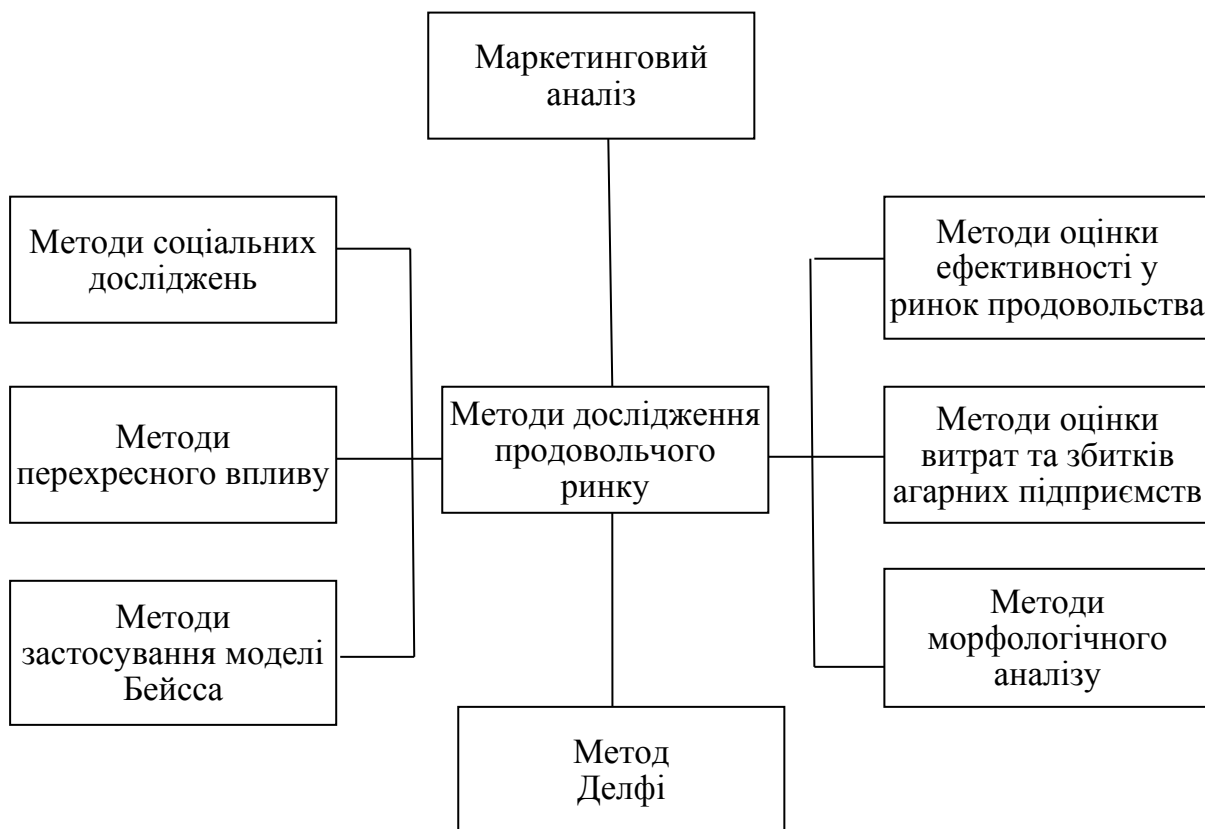 Маркетинговий
аналіз
Методи соціальних
досліджень
Методи оцінки
ефективності у
ринок продовольства
Методи
перехресного впливу
Методи дослідження
продовольчого
ринку
Методи оцінки
витрат та збитків
агарних підприємств
Методи
застосування моделі
Бейсса
Методи
морфологічного
аналізу
Метод
Делфі